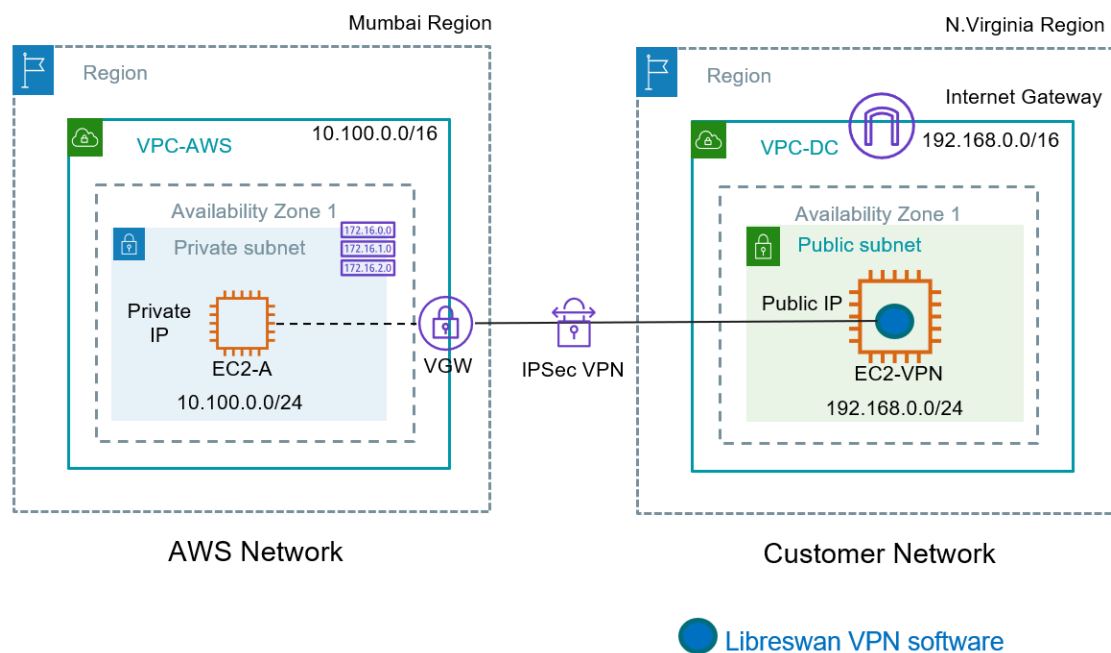 Mumbai Region
N.Virginia Region
Region
Region
Internet Gateway
VPC-AWS
10.100.0.0/16
VPC-DC
192.168.0.0/16
Availability Zone 1
Availability Zone 1
172.16.0.0
172.16.1.0
172.16.2.0
Private subnet
Public subnet
Private
IP
Public IP
EC2-A
VGW
IPSec VPN
EC2-VPN
10.100.0.0/24
192.168.0.0/24
AWS Network
Customer Network
Libreswan VPN software